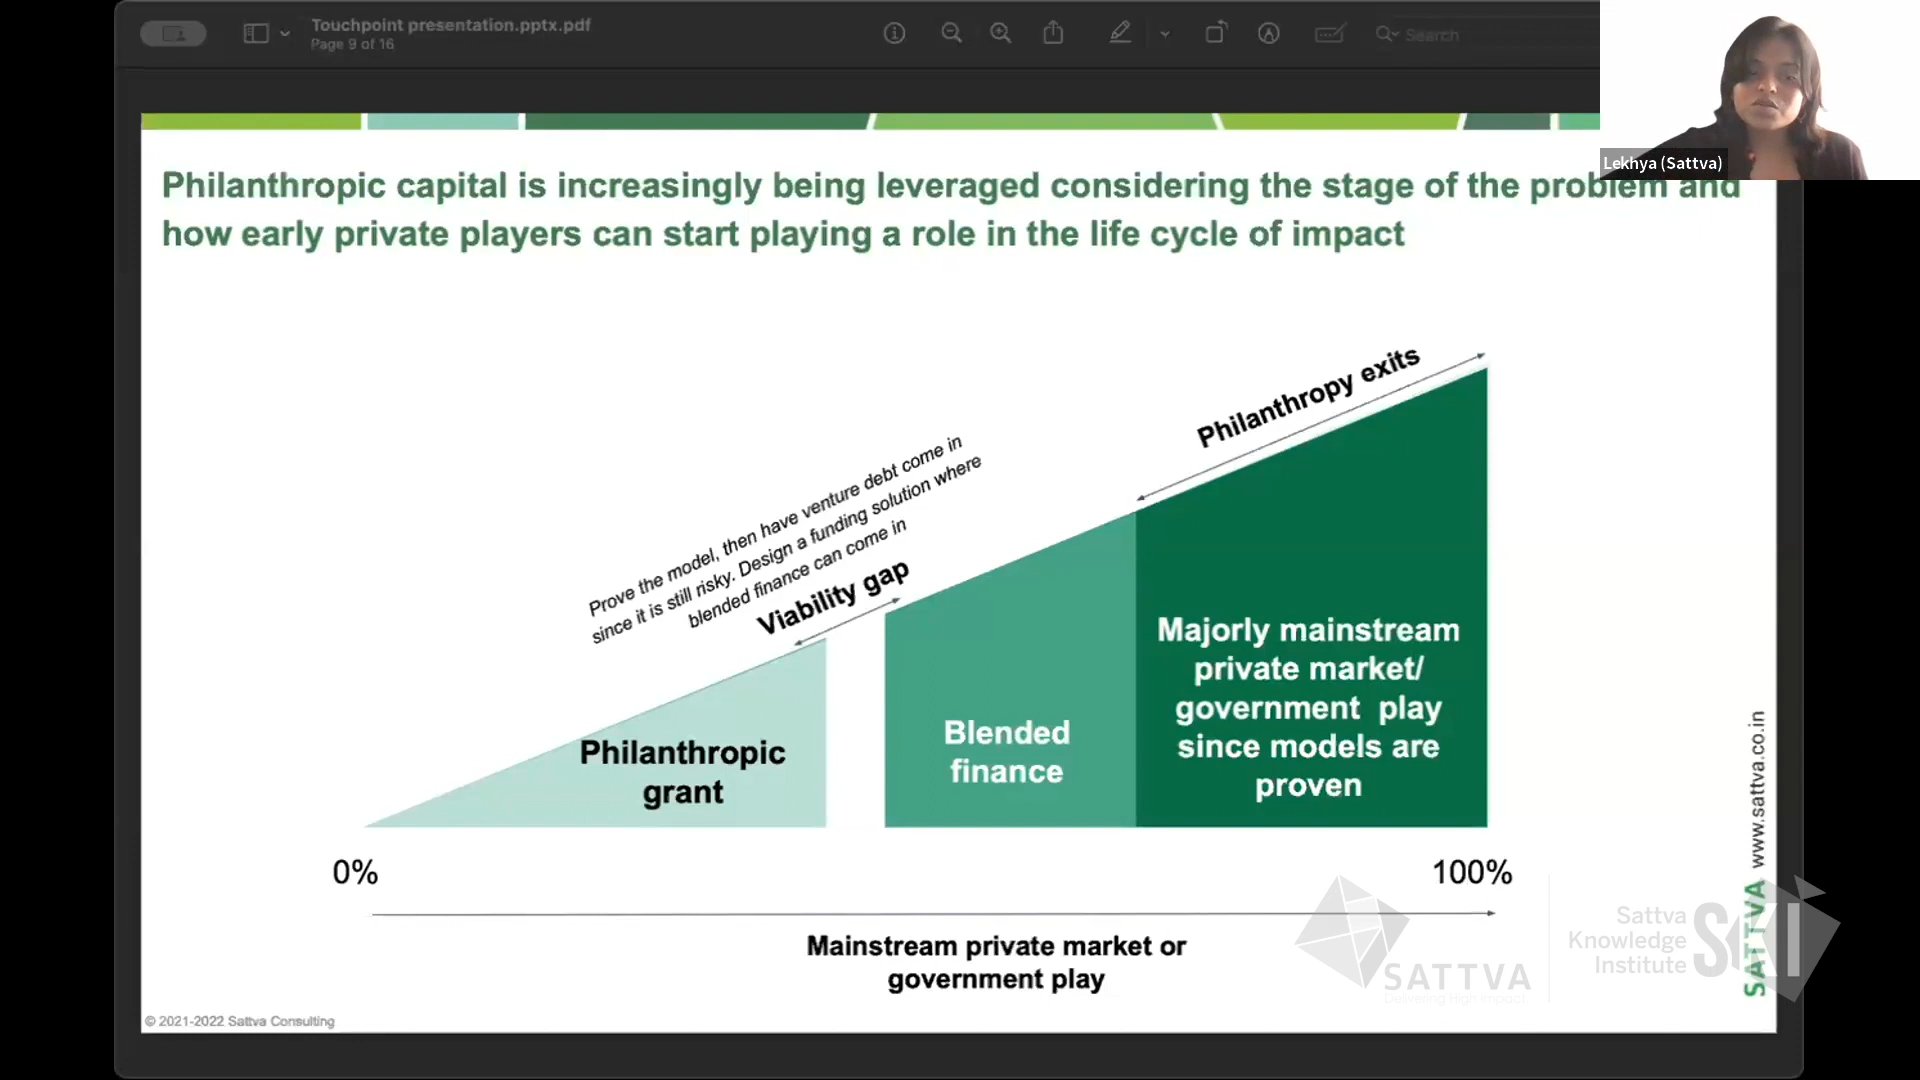 Touchpoint presentation.pptx.pdf
Page 9 of 16
Search
Lekhya (Sattva)
Philanthropic capital is increasingly being leveraged considering the stage of the problem and
how early private players can start playing a role in the life cycle of impact
Philanthropy exits
Prove the model, then have venture debt come in
since it is still risky. Design a funding solution where
blended finance can come in
Viability gap
Philanthropic
grant
Blended
finance
Majorly mainstream
private market/
government play
since models are
proven
0%
100%
Mainstream private market or
government play
© 2021-2022 Sattva Consulting
SATTVA www.sattva.co.in
SATTVA
Delivering High Impact
Sattva
Knowledge
Institute
SKI